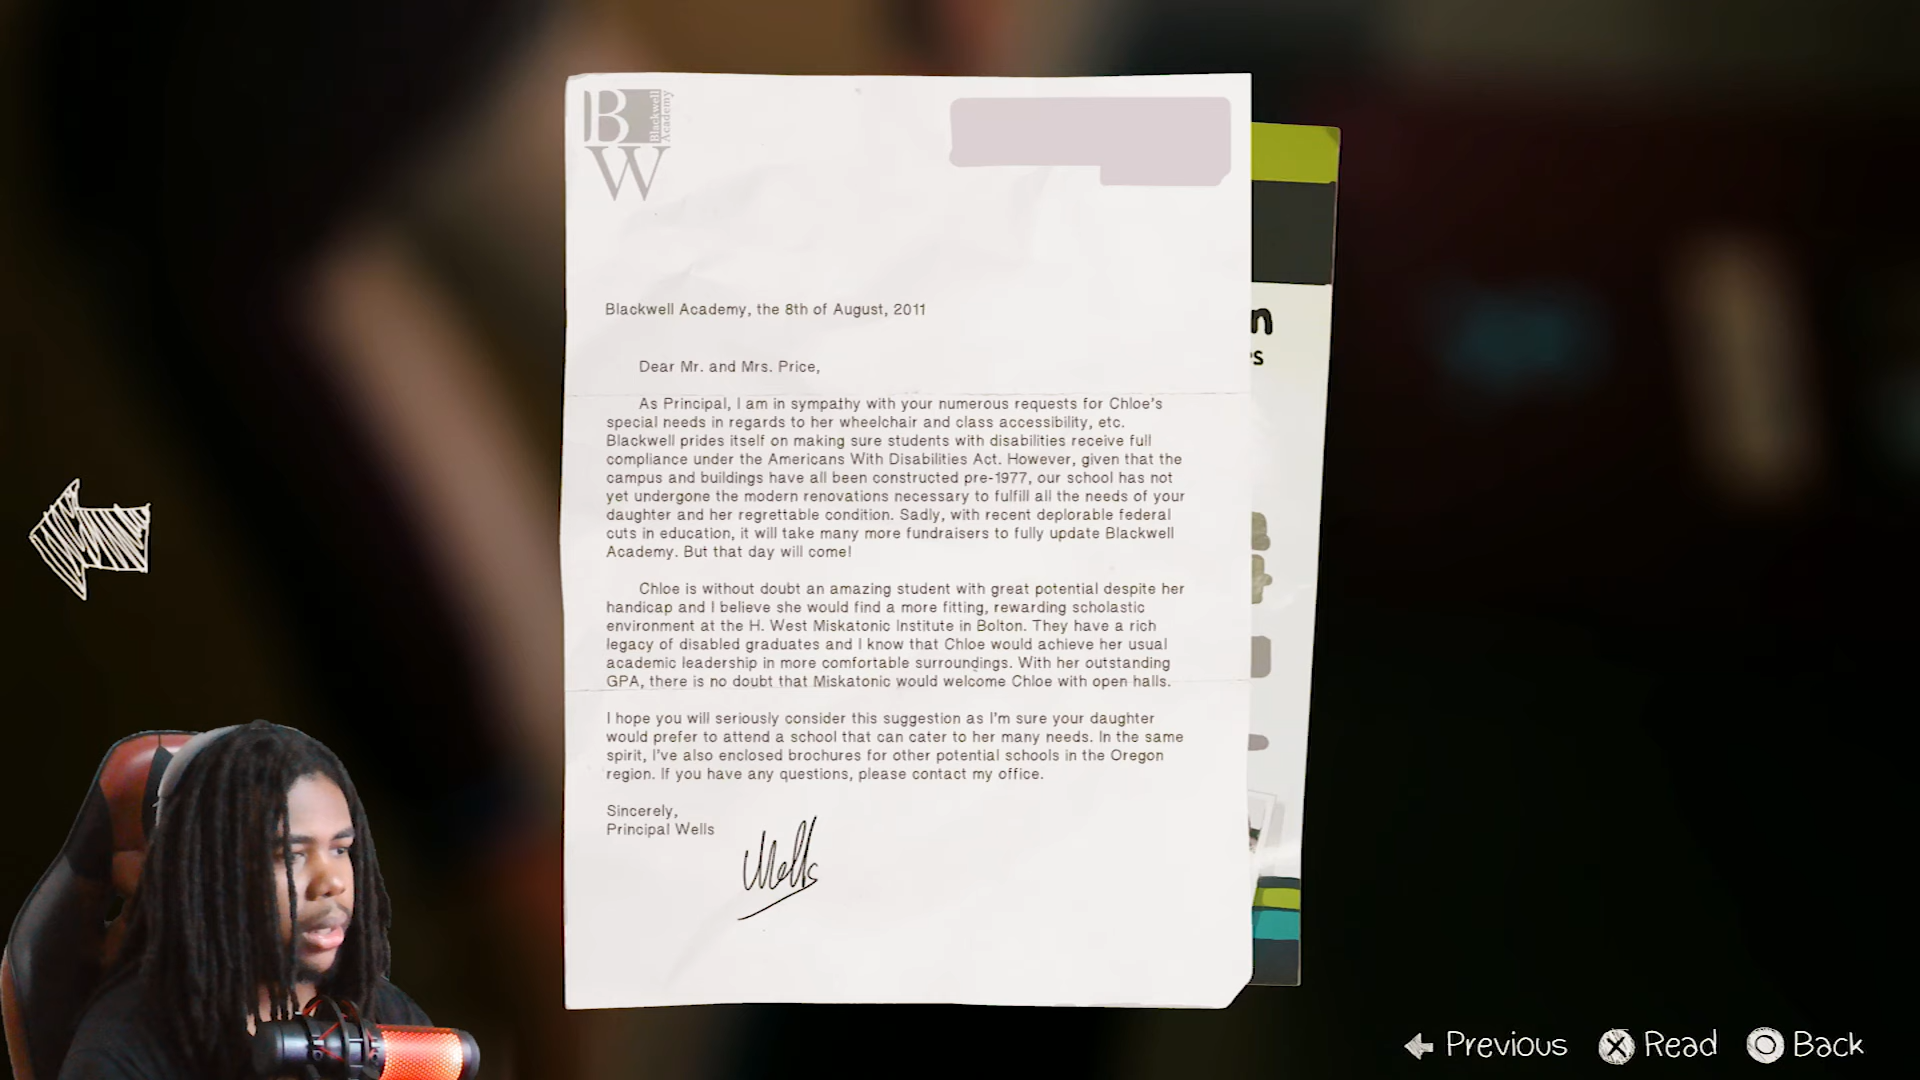 B
W
Blackwell
Academy
Blackwell Academy, the 8th of August, 2011
Dear Mr. and Mrs. Price,
As Principal, I am in sympathy with your numerous requests for Chloe's
special needs in regards to her wheelchair and class accessibility, etc.
Blackwell prides itself on making sure students with disabilities receive full
compliance under the Americans With Disabilities Act. However, given that the
campus and buildings have all been constructed pre-1977, our school has not
yet undergone the modern renovations necessary to fulfill all the needs of your
daughter and her regrettable condition. Sadly, with recent deplorable federal
cuts in education, it will take many more fundraisers to fully update Blackwell
Academy. But that day will come!
Chloe is without doubt an amazing student with great potential despite her
handicap and I believe she would find a more fitting, rewarding scholastic
environment at the H. West Miskatonic Institute in Bolton. They have a rich
legacy of disabled graduates and I know that Chloe would achieve her usual
academic leadership in more comfortable surroundings. With her outstanding
GPA, there is no doubt that Miskatonic would welcome Chloe with open halls.
I hope you will seriously consider this suggestion as I'm sure your daughter
would prefer to attend a school that can cater to her many needs. In the same
spirit, I've also enclosed brochures for other potential schools in the Oregon
region. If you have any questions, please contact my office.
Sincerely,
Principal Wells
Wells
Previous
Read
Back